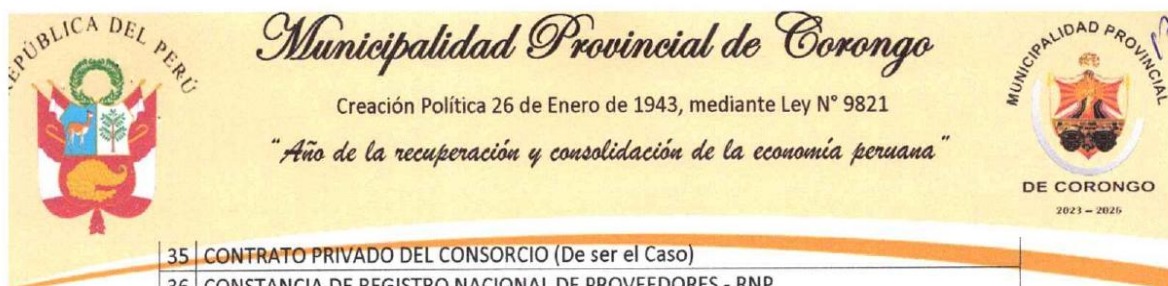 REPÚBLICA DEL PERÚ
Municipalidad Provincial de Corongo
Creación Política 26 de Enero de 1943, mediante Ley N° 9821
"Año de la recuperación y consolidación de la economía peruana"
MUNICIPALIDAD PROVINCIAL
DE CORONGO
2023 – 2026
35 CONTRATO PRIVADO DEL CONSORCIO (De ser el Caso)
36 CONSTANCIA DE REGISTRO NACIONAL DE PROVEEDORES - RNP